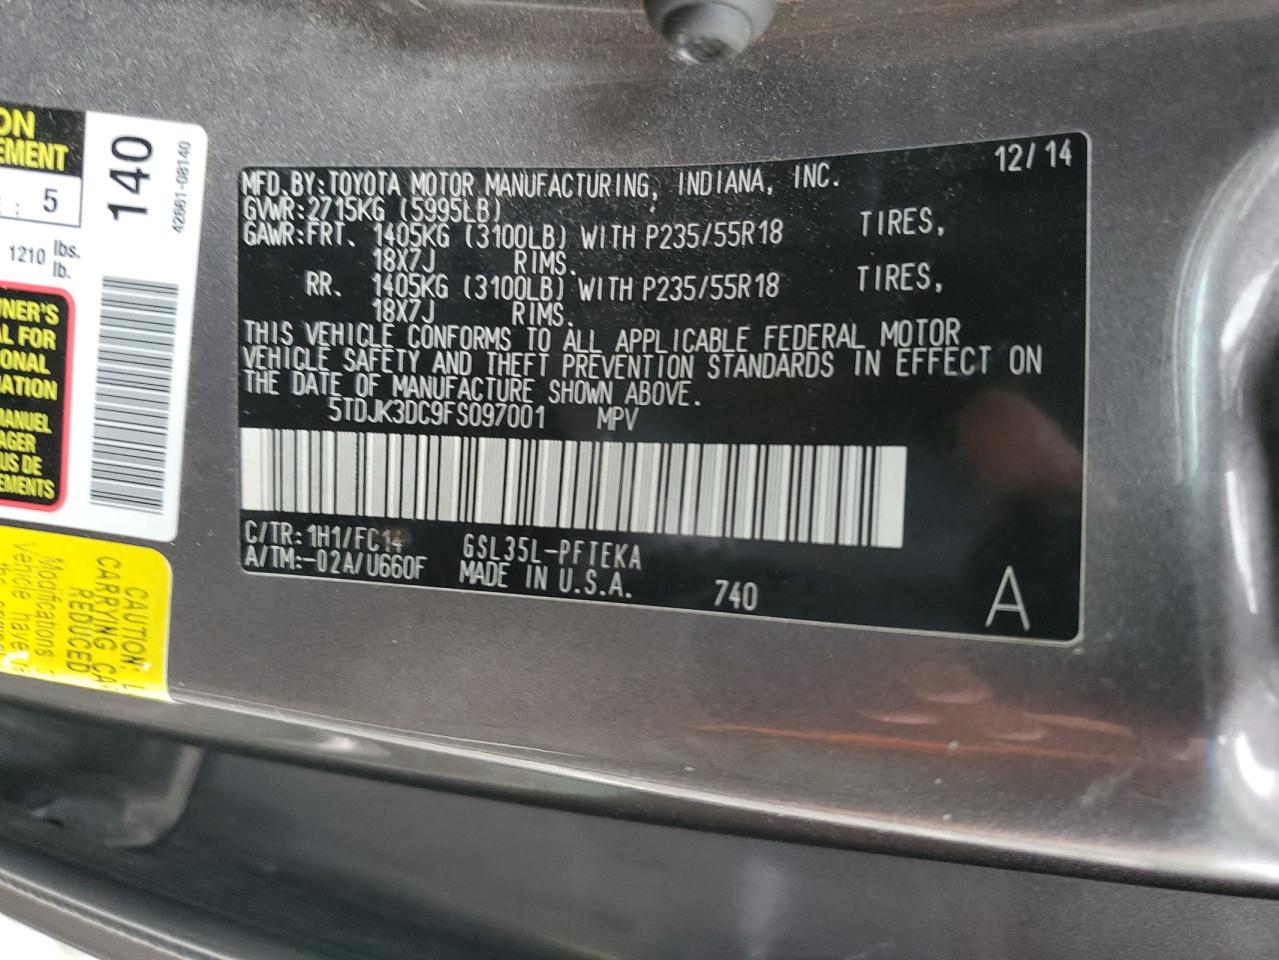 12/14
MFD.BY:TOYOTA MOTOR MANUFACTURING, INDIANA, INC.
GVWR:2715KG (5995LB)
GAWR:FRT. 1405KG (3100LB) WITH P235/55R18 TIRES,
18X7J RIMS.
RR. 1405KG (3100LB) WITH P235/55R18 TIRES,
18X7J RIMS.
THIS VEHICLE CONFORMS TO ALL APPLICABLE FEDERAL MOTOR
VEHICLE SAFETY AND THEFT PREVENTION STANDARDS IN EFFECT ON
THE DATE OF MANUFACTURE SHOWN ABOVE.
5TDJK3DC9FS097001 MPV
C/TR:1H1/FC14 GSL35L-PFTEKA
A/TM:-02A/U660F MADE IN U.S.A. 740
A
ON
EMENT
: 5
1210 lbs.
lb.
140
42661-08140
NER'S
AL FOR
IONAL
MATION
MANUEL
AGER
US DE
EMENTS
CAUTION: L
CARRYING CA
REDUCED
Modifications
vehicle have